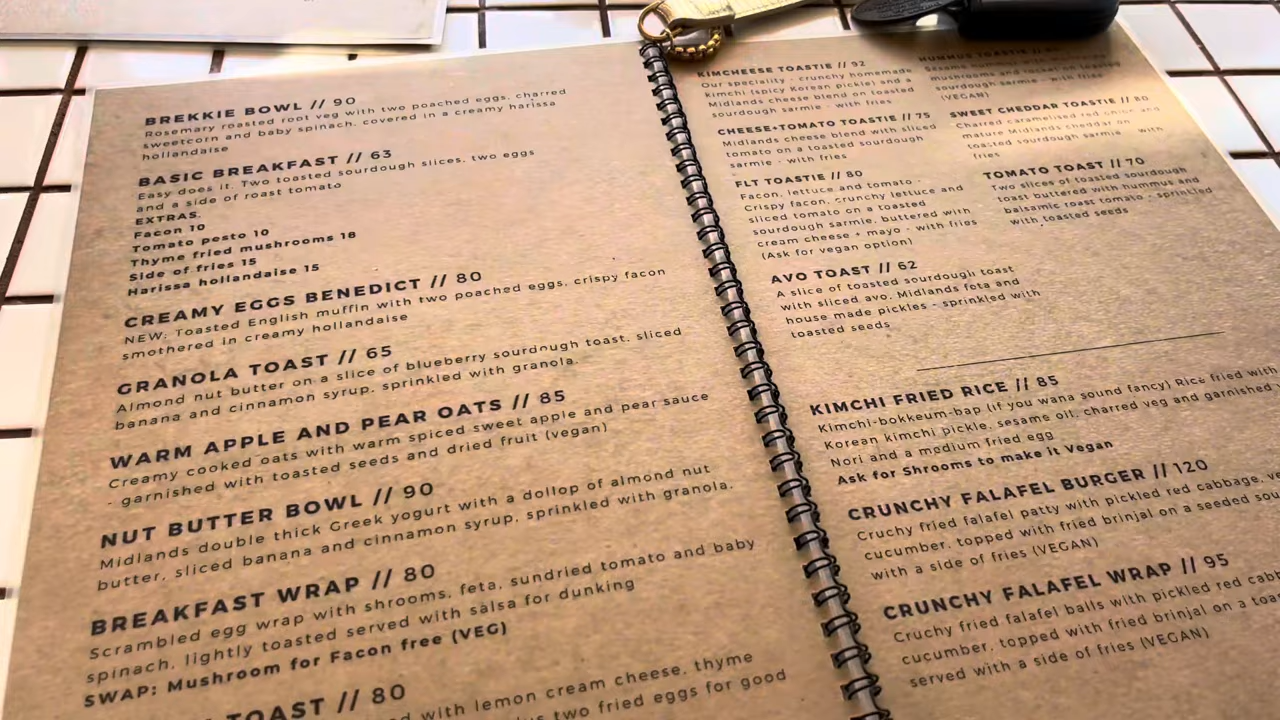 BREKKIE BOWL // 90
Rosemary roasted root veg with two poached eggs, charred
sweetcorn and baby spinach, covered in a creamy harissa
hollandaise
BASIC BREAKFAST // 63
Easy does it. Two toasted sourdough slices, two eggs
and a side of roast tomato
EXTRAS.
Facon 10
Tomato pesto 10
Thyme fried mushrooms 18
Side of fries 15
Harissa hollandaise 15
CREAMY EGGS BENEDICT // 80
NEW: Toasted English muffin with two poached eggs, crispy facon
smothered in creamy hollandaise
GRANOLA TOAST // 65
Almond nut butter on a slice of blueberry sourdough toast, sliced
banana and cinnamon syrup, sprinkled with granola.
WARM APPLE AND PEAR OATS // 85
Creamy cooked oats with warm spiced sweet apple and pear sauce
- garnished with toasted seeds and dried fruit (vegan)
NUT BUTTER BOWL // 90
Midlands double thick Greek yogurt with a dollop of almond nut
butter, sliced banana and cinnamon syrup, sprinkled with granola.
BREAKFAST WRAP // 80
Scrambled egg wrap with shrooms, feta, sundried tomato and baby
spinach, lightly toasted served with salsa for dunking
SWAP: Mushroom for Facon free (VEG)
TOAST // 80
with lemon cream cheese, thyme
two fried eggs for good
KIMCHEESE TOASTIE // 92
Our speciality - crunchy homemade
kimchi (spicy Korean pickle) and a
Midlands cheese blend on toasted
sourdough sarmie - with fries
CHEESE+TOMATO TOASTIE // 75
Midlands cheese blend with sliced
tomato on a toasted sourdough
sarmie - with fries
FLT TOASTIE // 80
Facon, lettuce and tomato -
Crispy facon, crunchy lettuce and
sliced tomato on a toasted
sourdough sarmie, buttered with
cream cheese + mayo - with fries
(Ask for vegan option)
AVO TOAST // 62
A slice of toasted sourdough toast
with sliced avo, Midlands feta and
house made pickles - sprinkled with
toasted seeds
HUMMUS TOASTIE //
mushrooms and
sourdough sarmie - with fries
(VEGAN)
SWEET CHEDDAR TOASTIE // 80
Charred caramelised red onion and
mature Midlands cheddar on
toasted sourdough sarmie with
fries
TOMATO TOAST // 70
Two slices of toasted sourdough
toast buttered with hummus and
balsamic roast tomato - sprinkled
with toasted seeds
KIMCHI FRIED RICE // 85
Kimchi-bokkeum-bap (if you wana sound fancy) Rice fried with
Korean kimchi pickle, sesame oil, charred veg and garnished
Nori and a medium fried egg
Ask for Shrooms to make it Vegan
CRUNCHY FALAFEL BURGER // 120
Cruchy fried falafel patty with pickled red cabbage,
cucumber, topped with fried brinjal on a seeded
with a side of fries (VEGAN)
CRUNCHY FALAFEL WRAP // 95
Cruchy fried falafel balls with pickled red
cucumber, topped with fried brinjal on a
served with a side of fries (VEGAN)